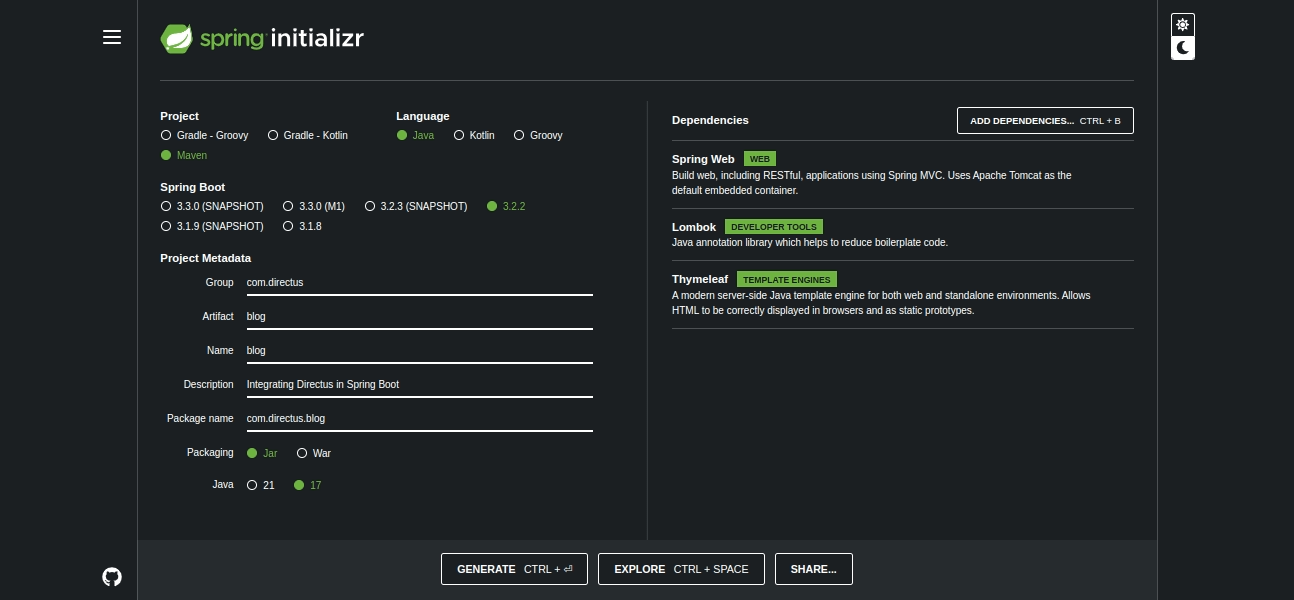 spring initializr
Project
Gradle - Groovy Gradle - Kotlin
Maven
Language
Java Kotlin Groovy
Spring Boot
3.3.0 (SNAPSHOT) 3.3.0 (M1) 3.2.3 (SNAPSHOT) 3.2.2
3.1.9 (SNAPSHOT) 3.1.8
Project Metadata
Group com.directus
Artifact blog
Name blog
Description Integrating Directus in Spring Boot
Package name com.directus.blog
Packaging Jar War
Java 21 17
Dependencies ADD DEPENDENCIES... CTRL + B
Spring Web WEB
Build web, including RESTful, applications using Spring MVC. Uses Apache Tomcat as the
default embedded container.
Lombok DEVELOPER TOOLS
Java annotation library which helps to reduce boilerplate code.
Thymeleaf TEMPLATE ENGINES
A modern server-side Java template engine for both web and standalone environments. Allows
HTML to be correctly displayed in browsers and as static prototypes.
GENERATE CTRL + ⏎ EXPLORE CTRL + SPACE SHARE...